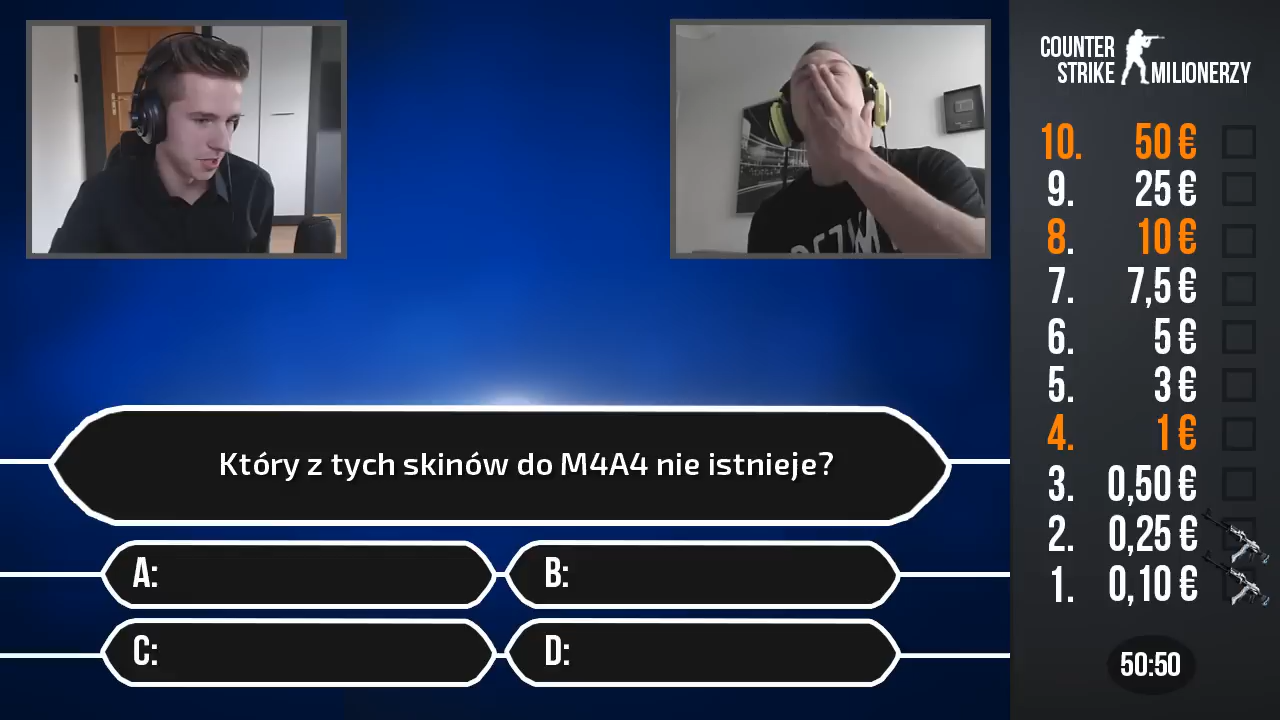 COUNTER
STRIKE MILIONERZY
10. 50 €
9. 25 €
8. 10 €
7. 7,5 €
6. 5 €
5. 3 €
4. 1 €
3. 0,50 €
2. 0,25 €
1. 0,10 €
50:50
Który z tych skinów do M4A4 nie istnieje?
A:
B:
C:
D: